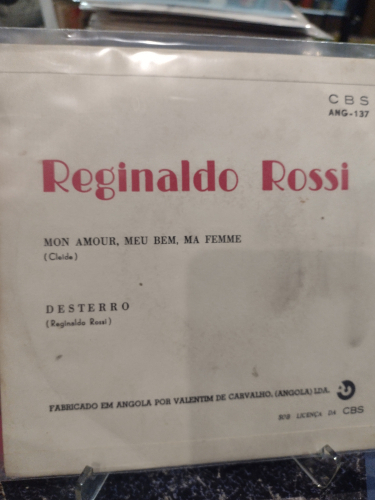 CBS
ANG-137
Reginaldo Rossi
MON AMOUR, MEU BEM, MA FEMME
(Cleide)
DESTERRO
(Reginaldo Rossi)
FABRICADO EM ANGOLA POR VALENTIM DE CARVALHO, (ANGOLA) LDA.
SOB LICENÇA DA CBS